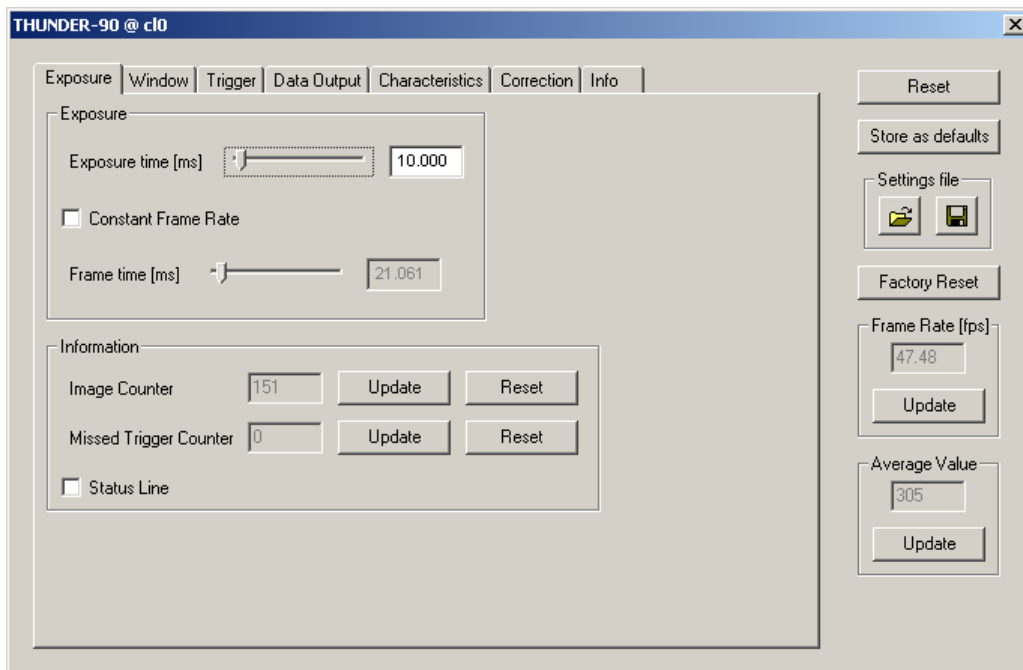 THUNDER-90 @ cl0
Exposure Window Trigger Data Output Characteristics Correction Info
Exposure
Exposure time [ms] 10.000
Constant Frame Rate
Frame time [ms] 21.061
Information
Image Counter 151 Update Reset
Missed Trigger Counter 0 Update Reset
Status Line
Reset
Store as defaults
Settings file
Factory Reset
Frame Rate [fps]
47.48
Update
Average Value
305
Update